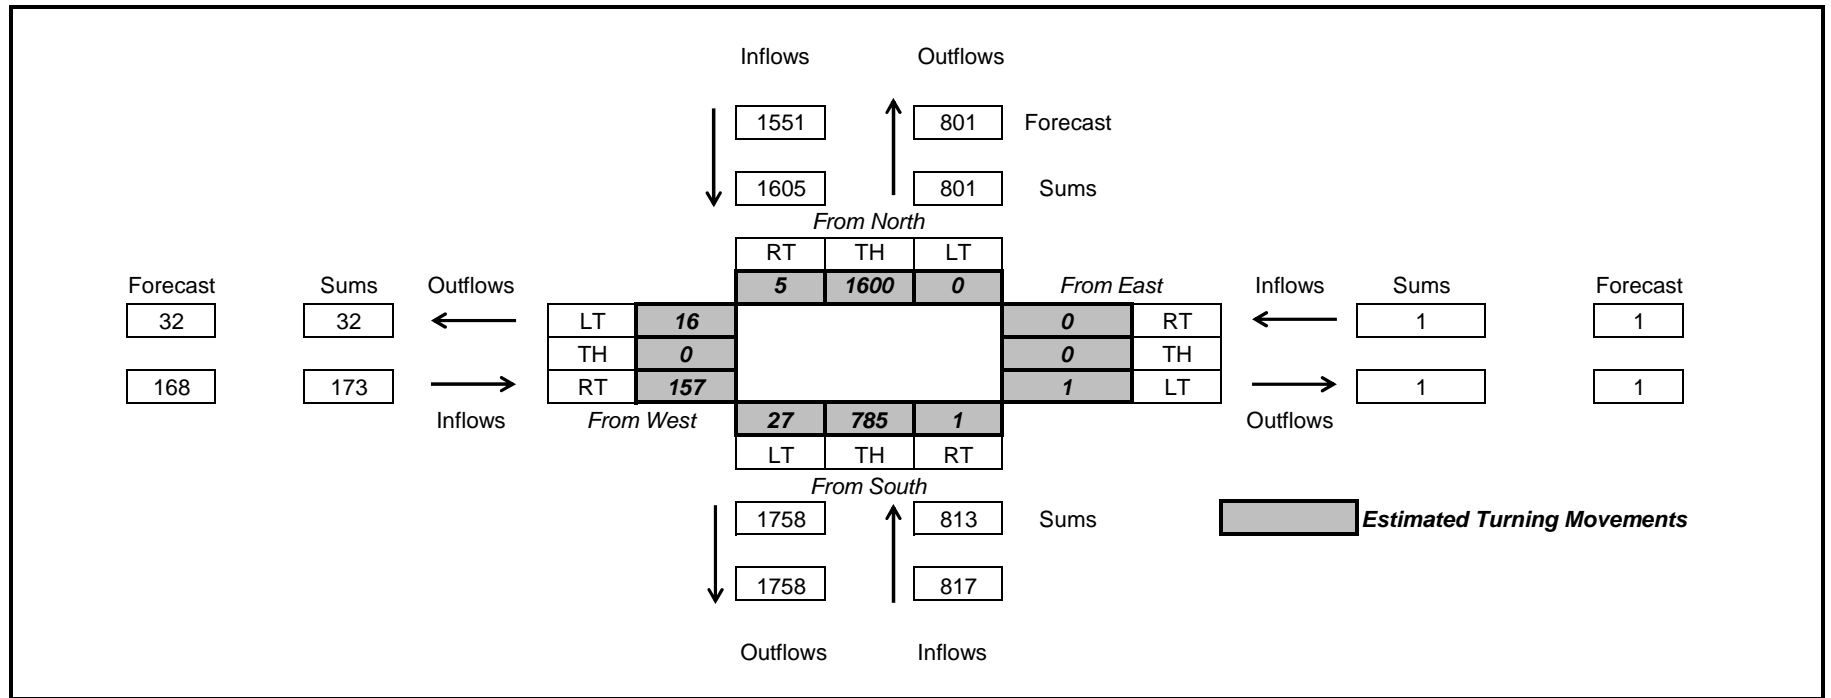 Inflows Outflows
1551 801 Forecast
1605 801 Sums
From North
RT TH LT
Forecast Sums Outflows 5 1600 0 From East Inflows Sums Forecast
32 32 LT 16 0 RT 1 1
TH 0 0 TH
168 173 RT 157 1 LT 1 1
Inflows From West 27 785 1 Outflows
LT TH RT
From South
1758 813 Sums Estimated Turning Movements
1758 817
Outflows Inflows